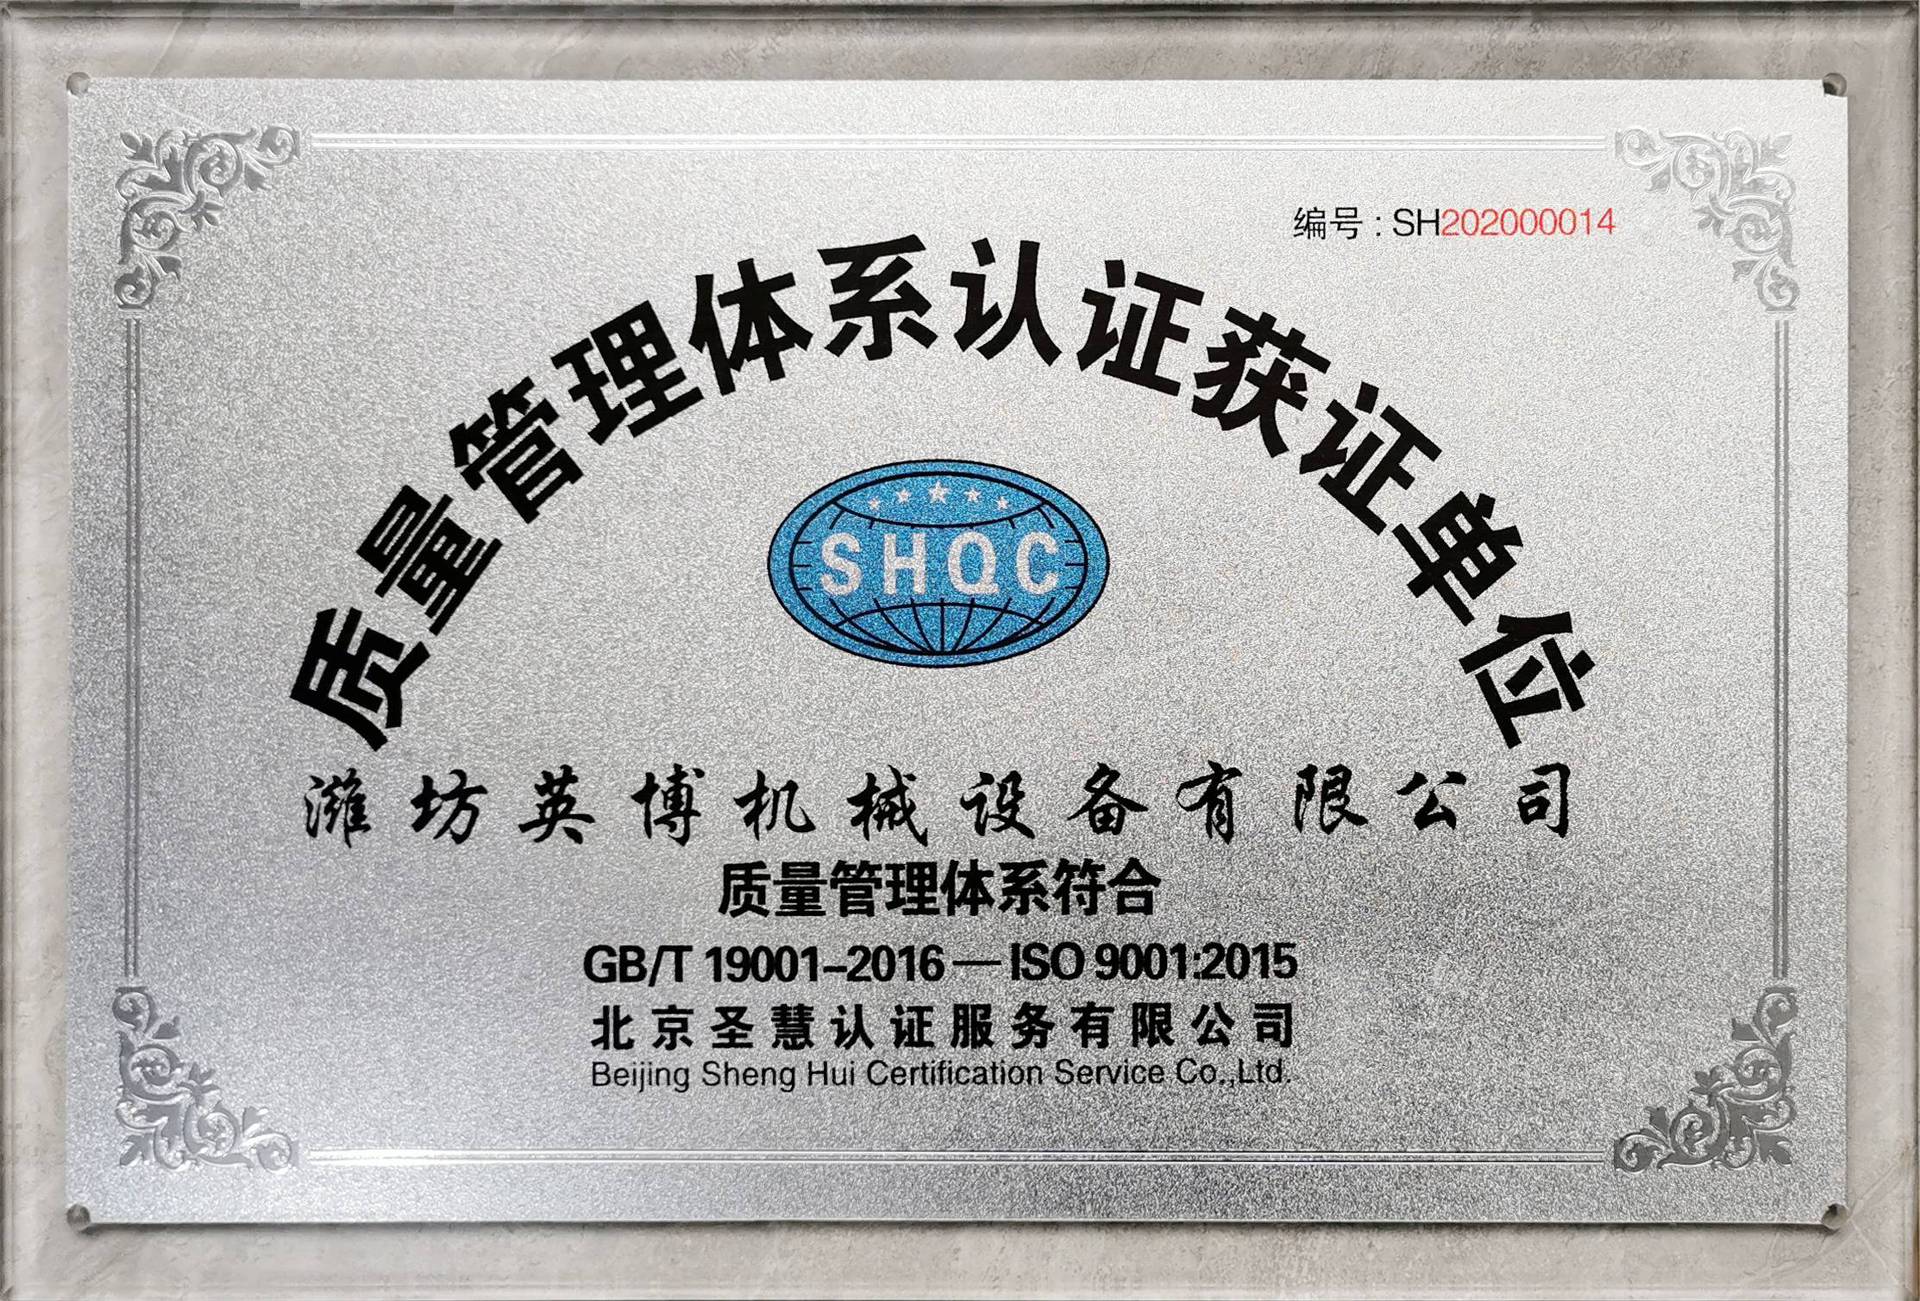 编号：SH202000014
质量管理体系认证获证单位
SHQC
潍坊英博机械设备有限公司
质量管理体系符合
GB/T 19001-2016—ISO 9001:2015
北京圣慧认证服务有限公司
Beijing Sheng Hui Certification Service Co.,Ltd.